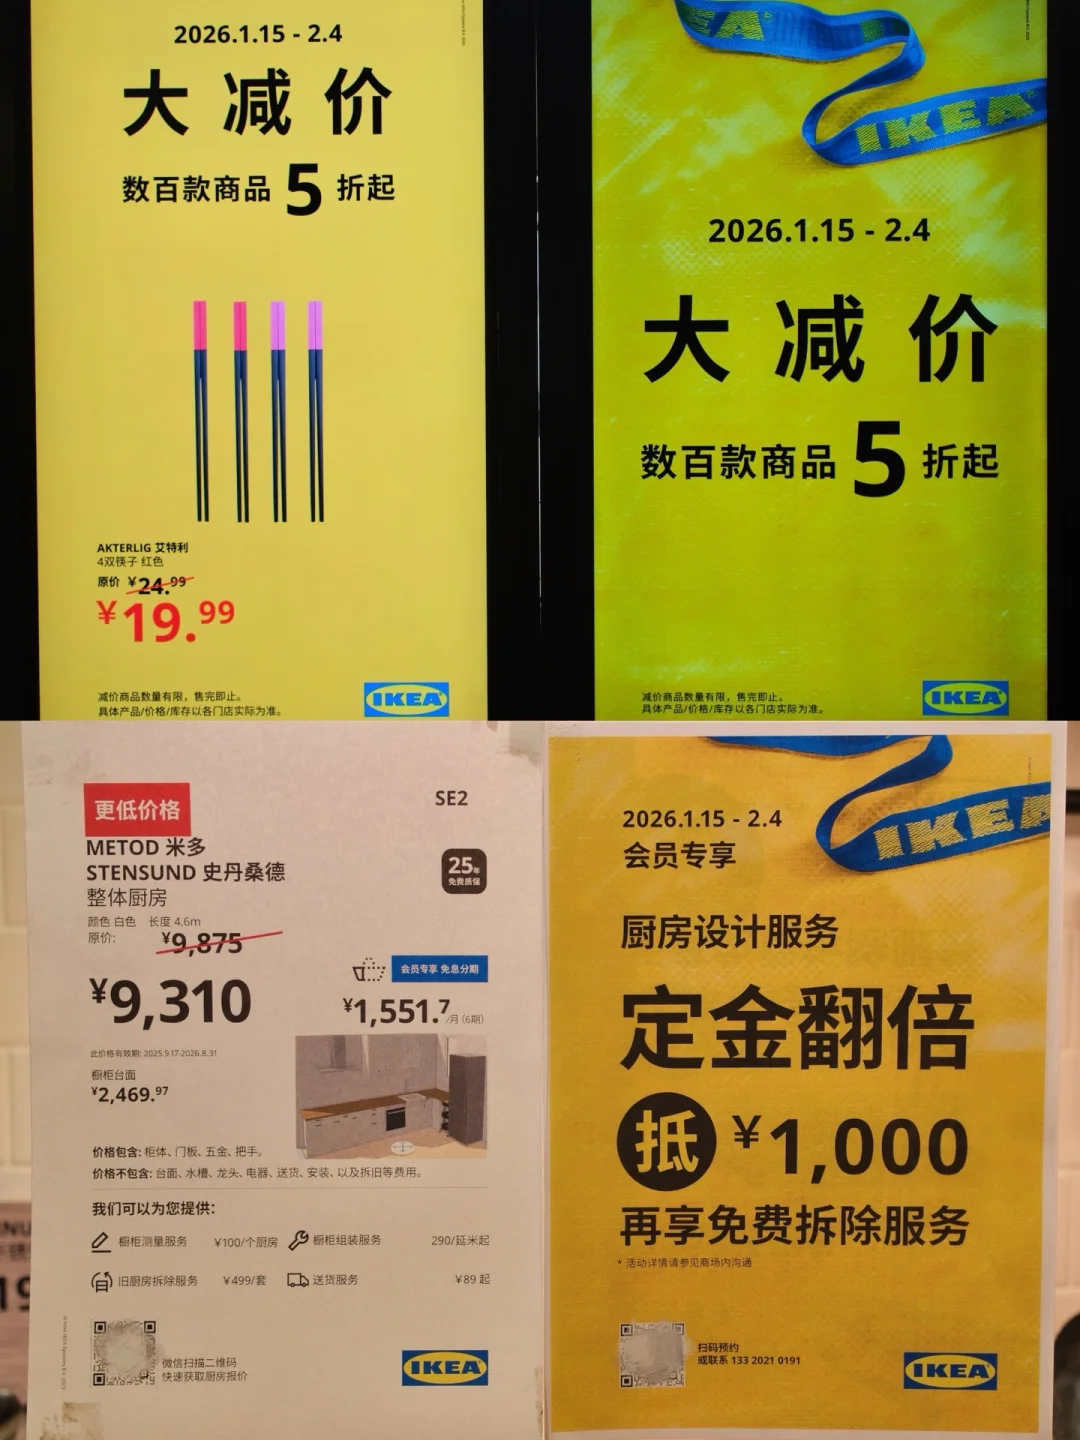 2026.1.15 - 2.4
大减价
数百款商品 5 折起
AKTERLIG 艾特利
4双筷子 红色
原价 ¥24.99
¥19.99
减价商品数量有限，售完即止。
具体产品/价格/库存以各门店实际为准。
IKEA
IKEA
2026.1.15 - 2.4
大减价
数百款商品 5 折起
减价商品数量有限，售完即止。
具体产品/价格/库存以各门店实际为准。
IKEA
更低价格
SE2
METOD 米多
STENSUND 史丹桑德
整体厨房
25年
免费质保
颜色 白色 长度 4.6m
原价: ¥9,875
¥9,310
会员专享 免息分期
¥1,551.7/月 (6期)
此价格有效期: 2025.9.17-2026.8.31
橱柜台面
¥2,469.97
价格包含: 柜体、门板、五金、把手。
价格不包含: 台面、水槽、龙头、电器、送货、安装、以及拆旧等费用。
我们可以为您提供:
橱柜测量服务 ¥100/个厨房 橱柜组装服务 290/延米起
旧厨房拆除服务 ¥499/套 送货服务 ¥89 起
微信扫描二维码
快速获取厨房报价
IKEA
IKEA
2026.1.15 - 2.4
会员专享
厨房设计服务
定金翻倍
抵 ¥1,000
再享免费拆除服务
* 活动详情请参见商场内沟通
扫码预约
或联系 133 2021 0191
IKEA